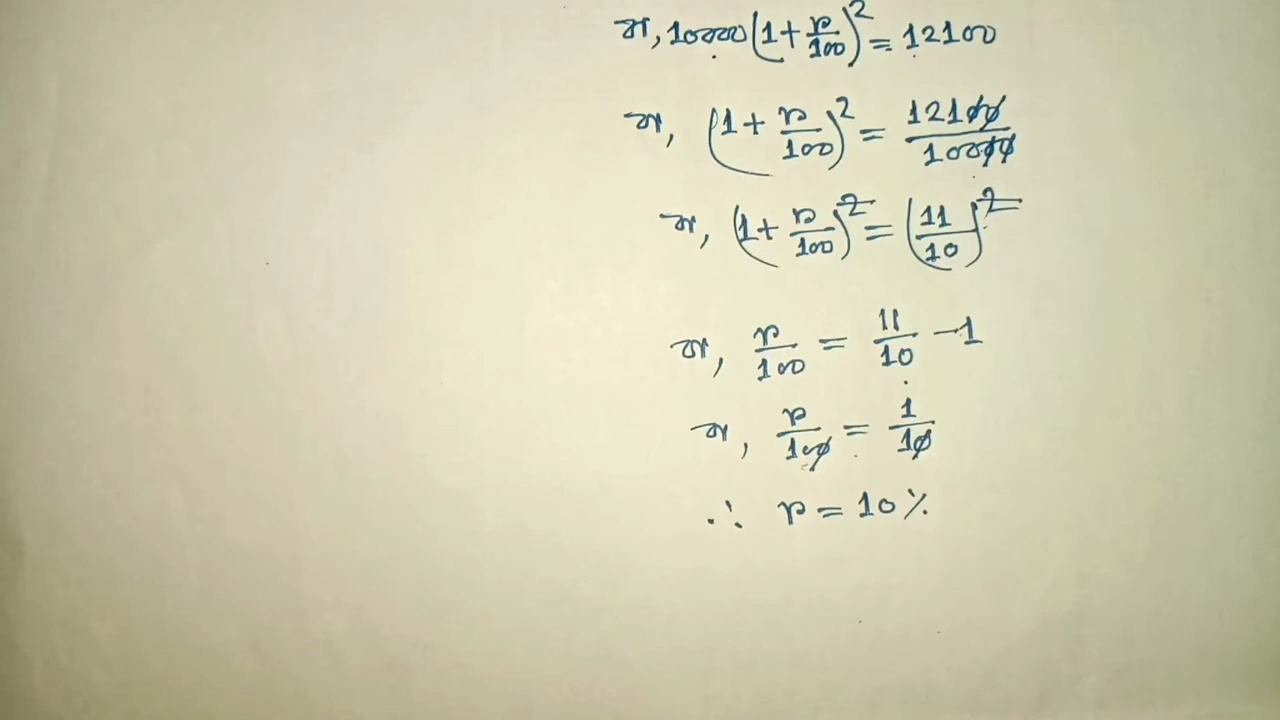 বা, 10000(1+r/100)² = 12100
বা, (1+r/100)² = 12100/10000
বা, (1+r/100)² = (11/10)²
বা, r/100 = 11/10 −1
বা, r/100 = 1/10
∴ r = 10%